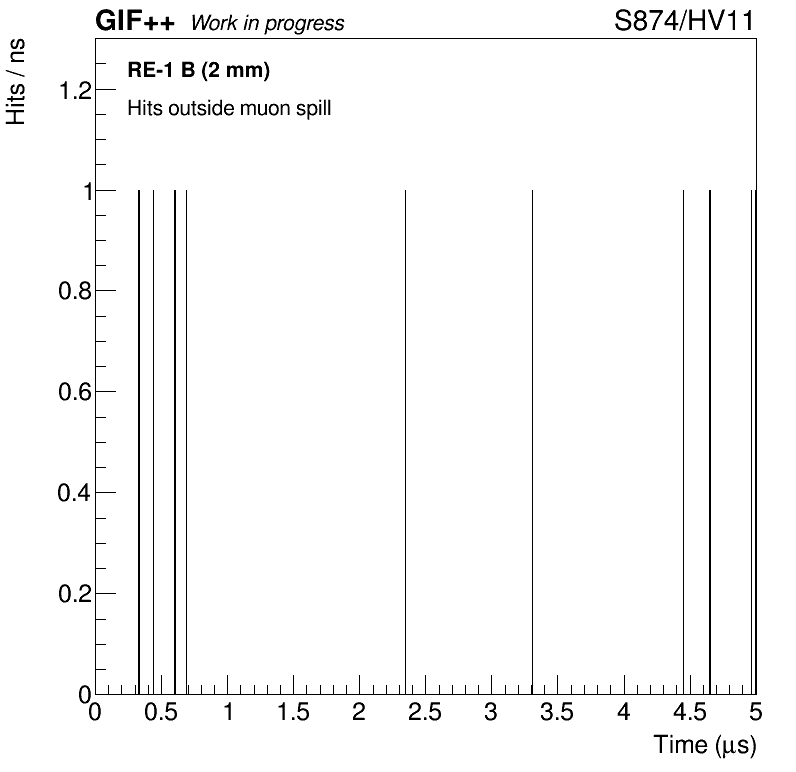 GIF++ Work in progress S874/HV11
Hits / ns
RE-1 B (2 mm)
Hits outside muon spill
1.2
1
0.8
0.6
0.4
0.2
0
0 0.5 1 1.5 2 2.5 3 3.5 4 4.5 5
Time (μs)